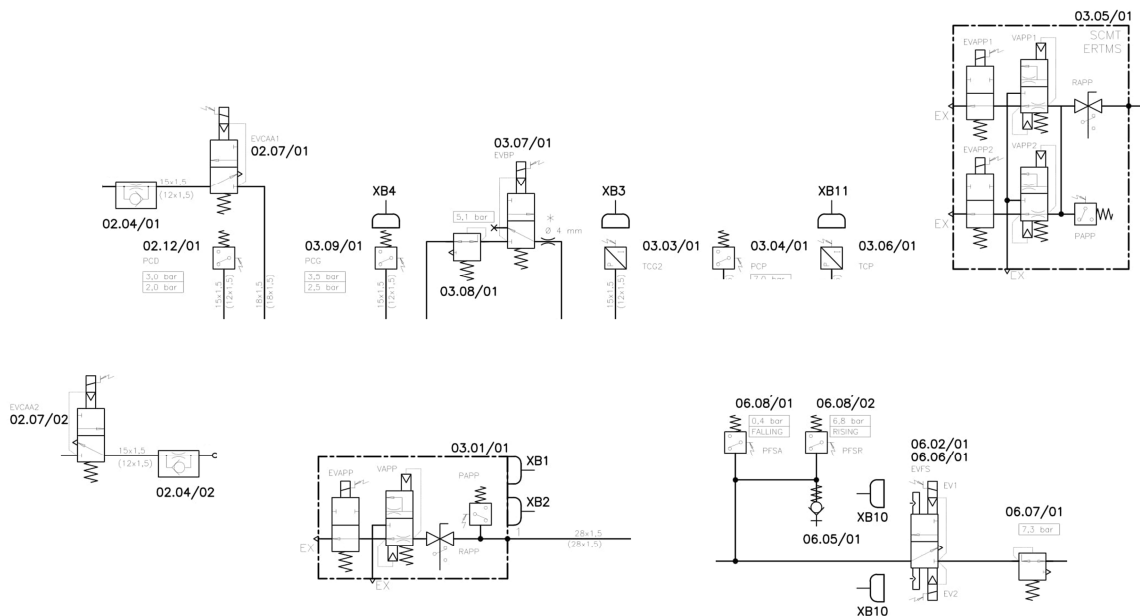 03.05/01
SCMT
ERTMS
EVAPP1
VAPP1
RAPP
EX
EVAPP2
VAPP2
EX
PAPP
EX
EVCAA1
02.07/01
15x1,5
(12x1,5)
02.04/01
02.12/01
PCD
3,0 bar
2,0 bar
15x1,5
(12x1,5)
18x1,5
(18x1,5)
XB4
03.09/01
PCG
3,5 bar
2,5 bar
15x1,5
(12x1,5)
03.07/01
EVBP
5,1 bar
*
Ø 4 mm
03.08/01
XB3
03.03/01
TCG2
15x1,5
(12x1,5)
03.04/01
PCP
XB11
03.06/01
TCP
EVCAA2
02.07/02
15x1,5
(12x1,5)
02.04/02
03.01/01
EVAPP
VAPP
PAPP
XB1
XB2
1
RAPP
EX
EX
28x1,5
(28x1,5)
06.08/01
0,4 bar
FALLING
PFSA
06.08/02
6,8 bar
RISING
PFSR
06.05/01
XB10
XB10
06.02/01
06.06/01
EVFS
EV1
EV2
06.07/01
7,3 bar